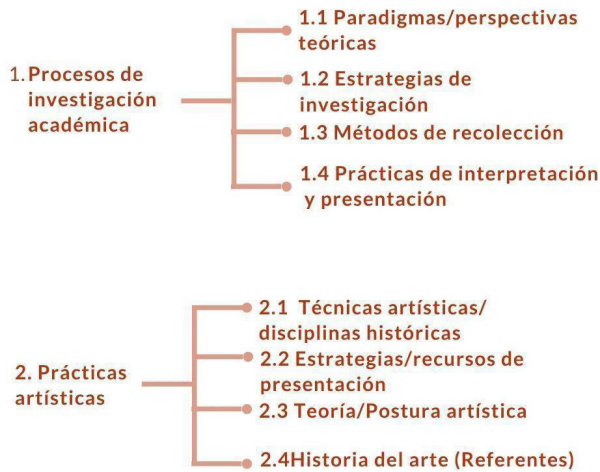 1. Procesos de
investigación
académica
1.1 Paradigmas/perspectivas
teóricas
1.2 Estrategias de
investigación
1.3 Métodos de recolección
1.4 Prácticas de interpretación
y presentación
2. Prácticas
artísticas
2.1 Técnicas artísticas/
disciplinas históricas
2.2 Estrategias/recursos de
presentación
2.3 Teoría/Postura artística
2.4Historia del arte (Referentes)